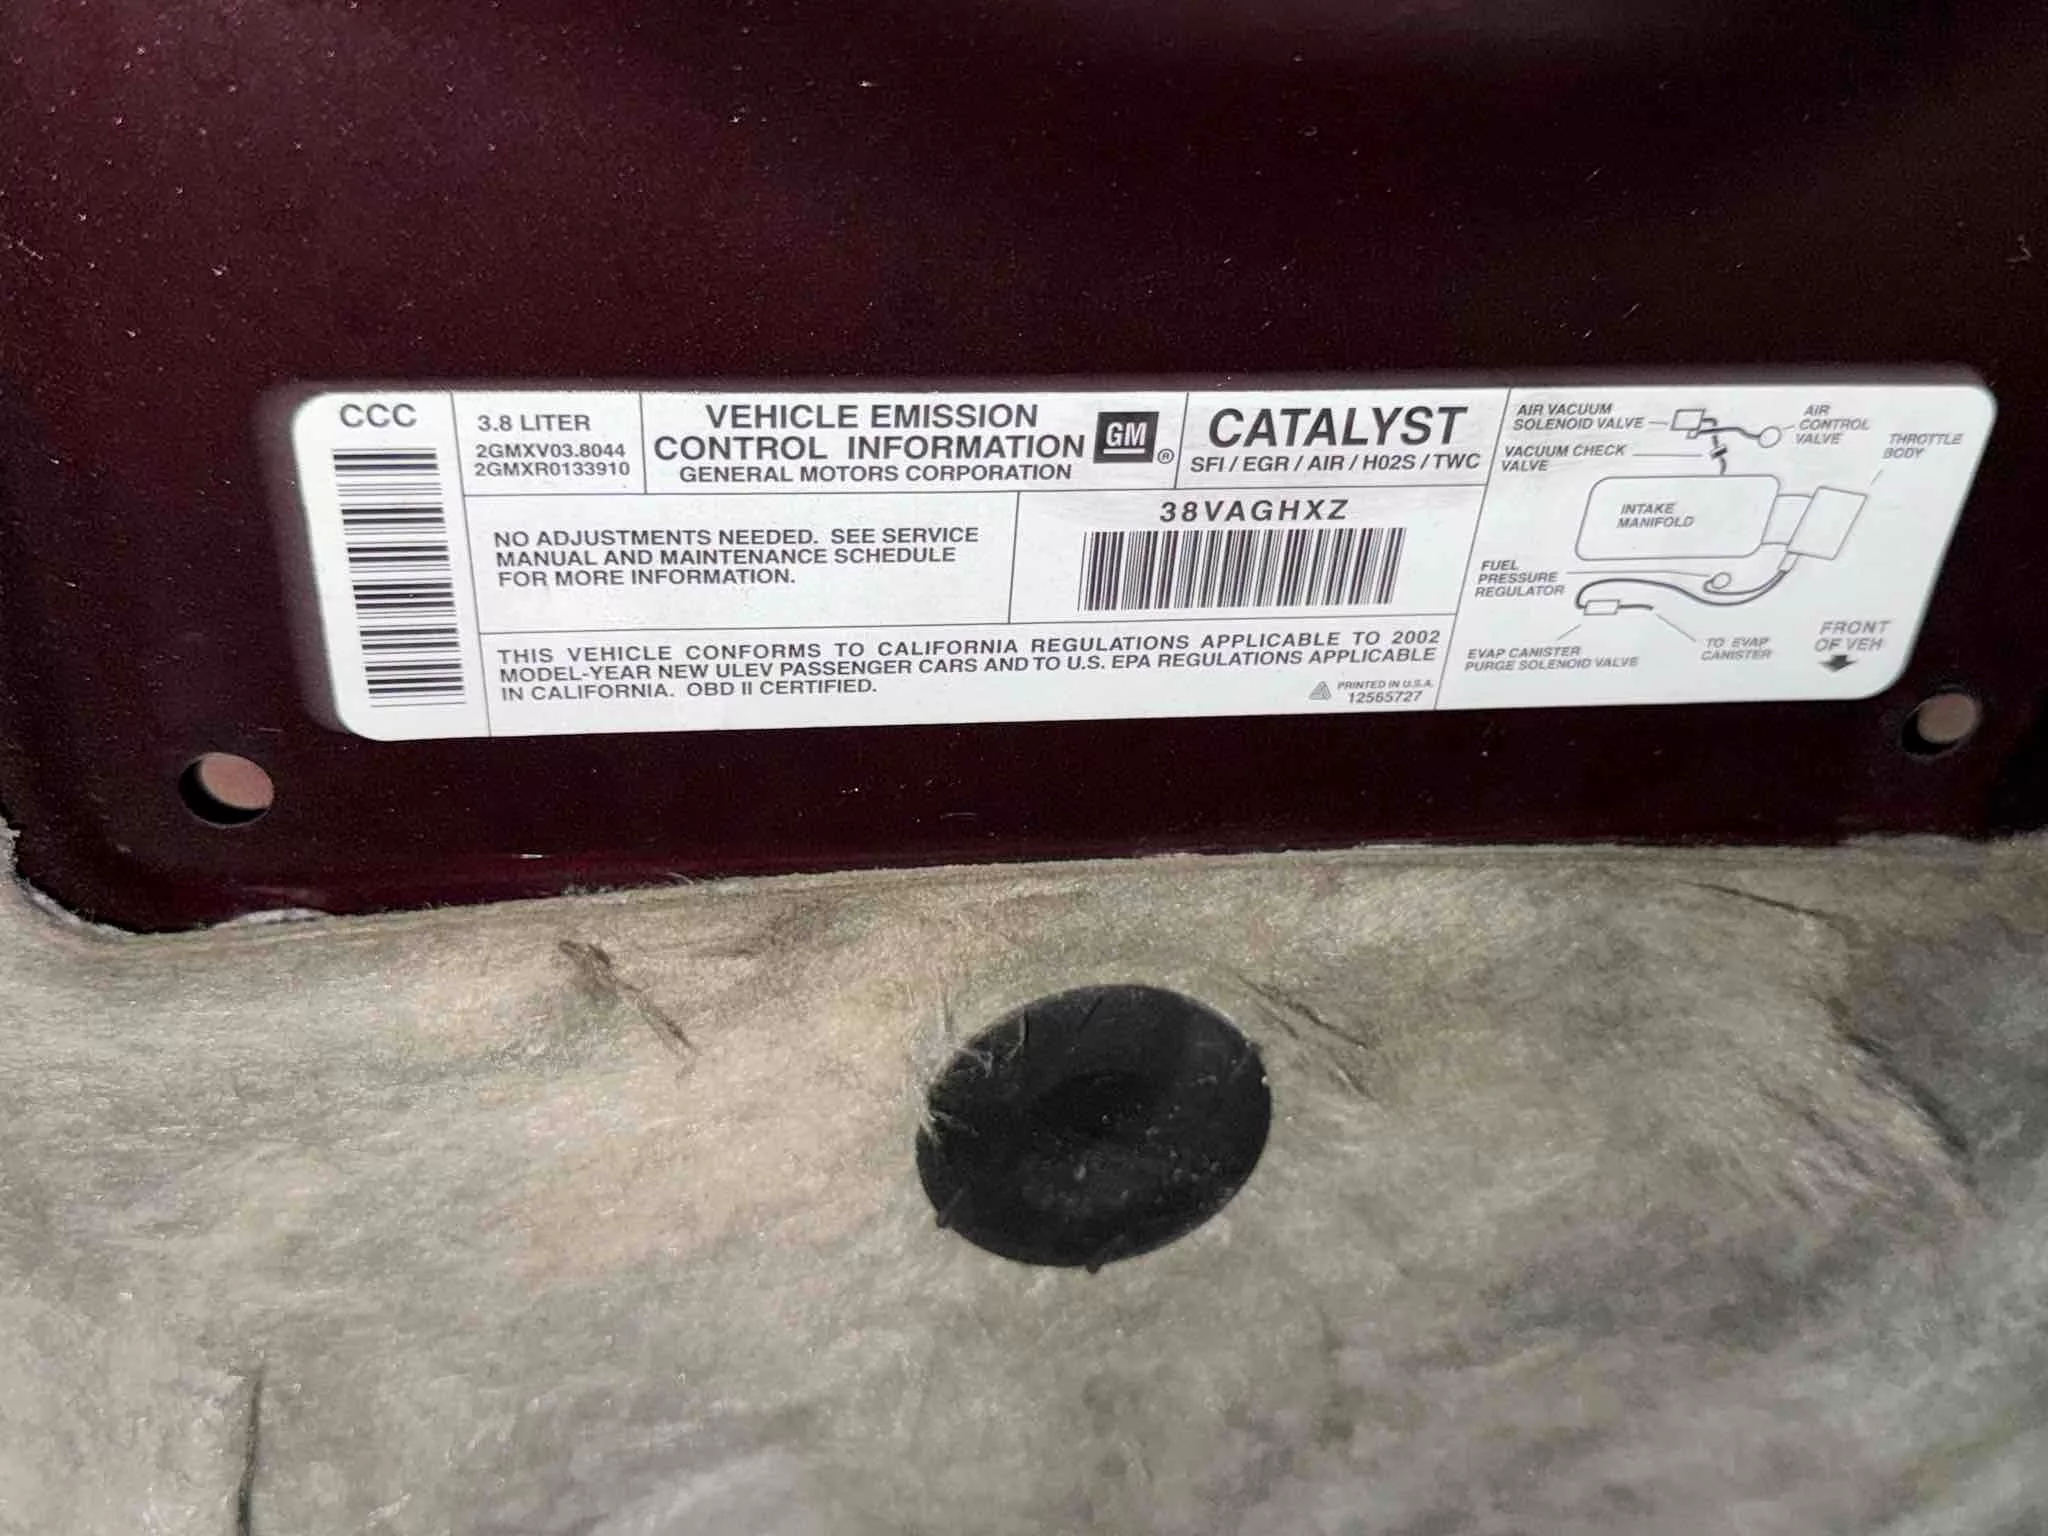 CCC
3.8 LITER
2GMXV03.8044
2GMXR0133910
VEHICLE EMISSION
CONTROL INFORMATION
GENERAL MOTORS CORPORATION
GM
®
CATALYST
SFI / EGR / AIR / H02S / TWC
NO ADJUSTMENTS NEEDED. SEE SERVICE
MANUAL AND MAINTENANCE SCHEDULE
FOR MORE INFORMATION.
38VAGHXZ
THIS VEHICLE CONFORMS TO CALIFORNIA REGULATIONS APPLICABLE TO 2002
MODEL-YEAR NEW ULEV PASSENGER CARS AND TO U.S. EPA REGULATIONS APPLICABLE
IN CALIFORNIA. OBD II CERTIFIED.
PRINTED IN U.S.A.
12565727
AIR VACUUM
SOLENOID VALVE
AIR
CONTROL
VALVE
VACUUM CHECK
VALVE
THROTTLE
BODY
INTAKE
MANIFOLD
FUEL
PRESSURE
REGULATOR
EVAP CANISTER
PURGE SOLENOID VALVE
TO EVAP
CANISTER
FRONT
OF VEH